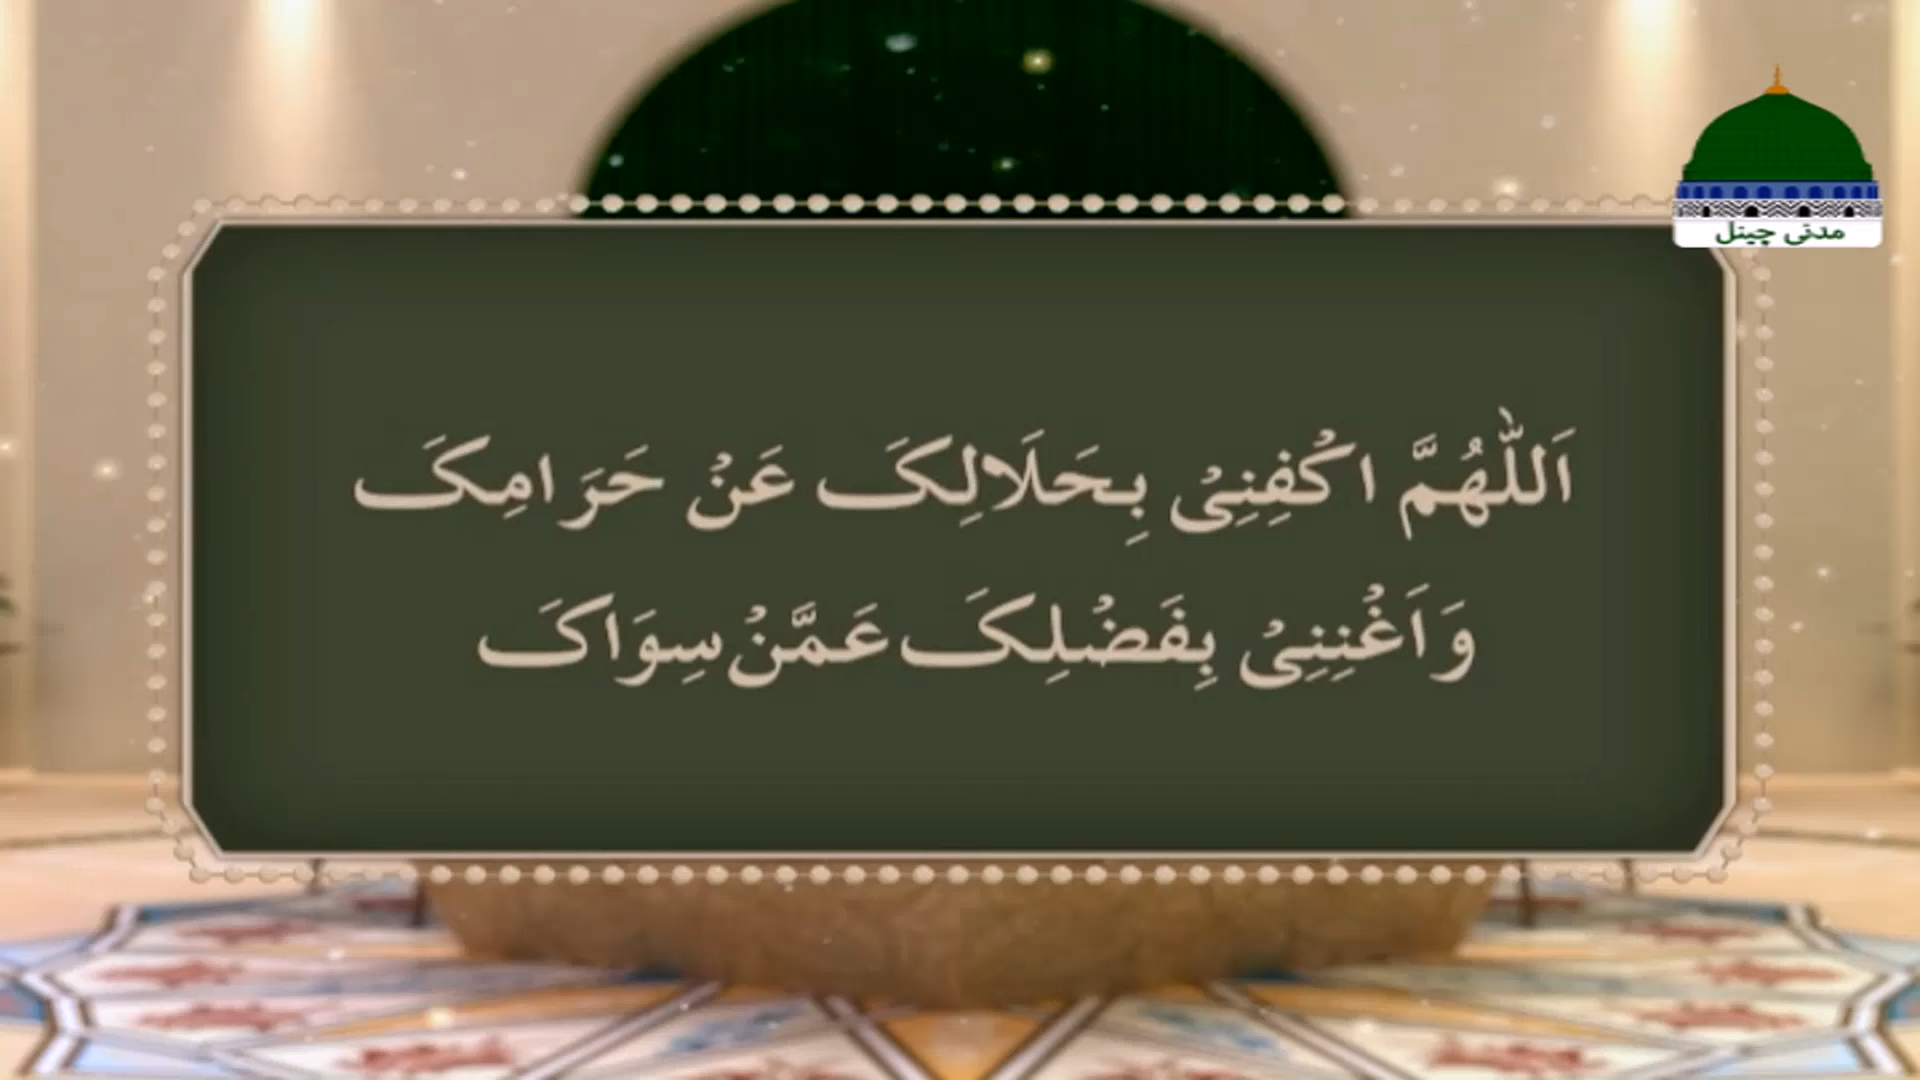 مدنی چینل
اَللّٰهُمَّ اکْفِنِیْ بِحَلَالِکَ عَنْ حَرَامِکَ
وَاَغْنِنِیْ بِفَضْلِکَ عَمَّنْ سِوَاکَ